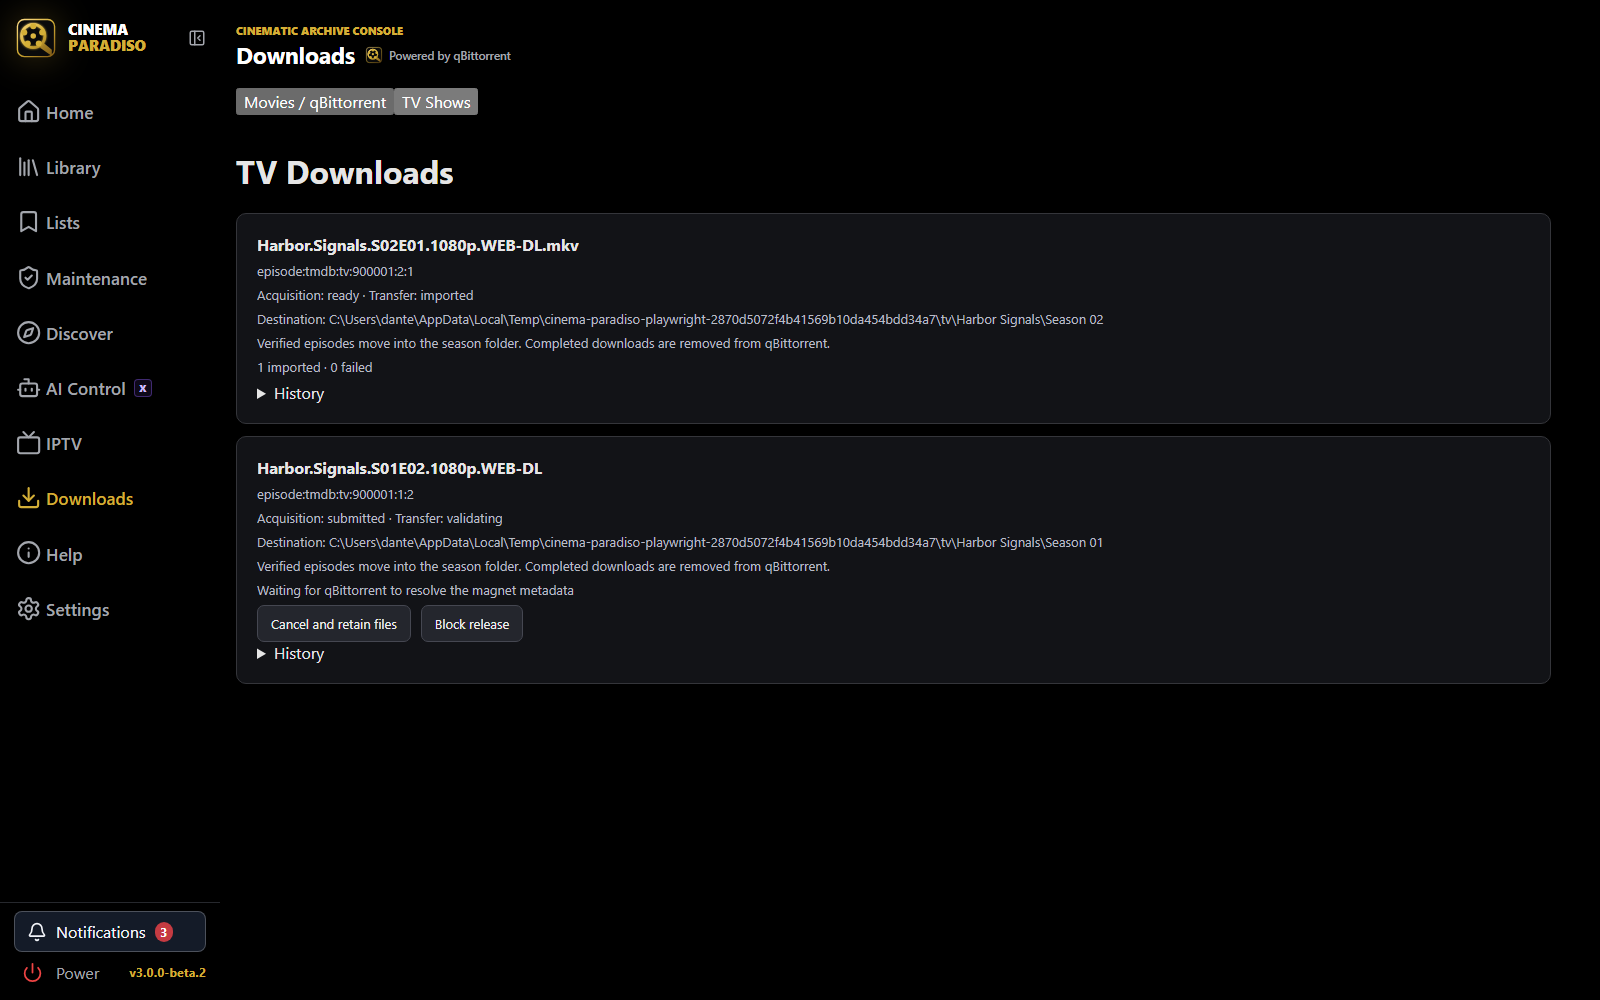 CINEMA
PARADISO
Home
Library
Lists
Maintenance
Discover
AI Control x
IPTV
Downloads
Help
Settings
Notifications 3
Power v3.0.0-beta.2
CINEMATIC ARCHIVE CONSOLE
Downloads Powered by qBittorrent
Movies / qBittorrent TV Shows
TV Downloads
Harbor.Signals.S02E01.1080p.WEB-DL.mkv
episode:tmdb:tv:900001:2:1
Acquisition: ready · Transfer: imported
Destination: C:\Users\dante\AppData\Local\Temp\cinema-paradiso-playwright-2870d5072f4b41569b10da454bdd34a7\tv\Harbor Signals\Season 02
Verified episodes move into the season folder. Completed downloads are removed from qBittorrent.
1 imported · 0 failed
History
Harbor.Signals.S01E02.1080p.WEB-DL
episode:tmdb:tv:900001:1:2
Acquisition: submitted · Transfer: validating
Destination: C:\Users\dante\AppData\Local\Temp\cinema-paradiso-playwright-2870d5072f4b41569b10da454bdd34a7\tv\Harbor Signals\Season 01
Verified episodes move into the season folder. Completed downloads are removed from qBittorrent.
Waiting for qBittorrent to resolve the magnet metadata
Cancel and retain files Block release
History